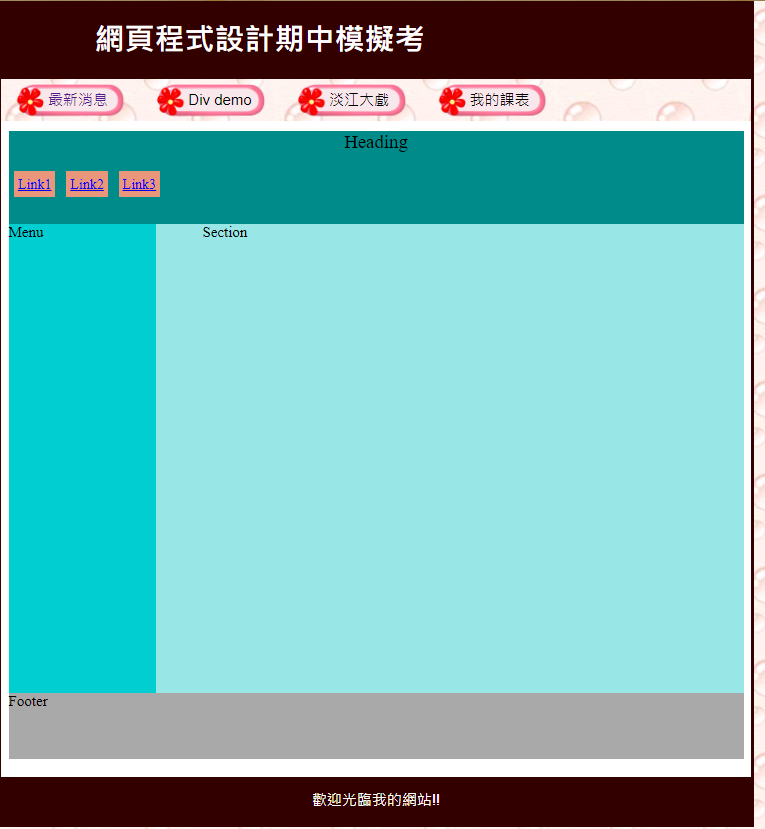 網頁程式設計期中模擬考
最新消息 Div demo 淡江大戲 我的課表
Heading
Link1 Link2 Link3
Menu Section
Footer
歡迎光臨我的網站!!